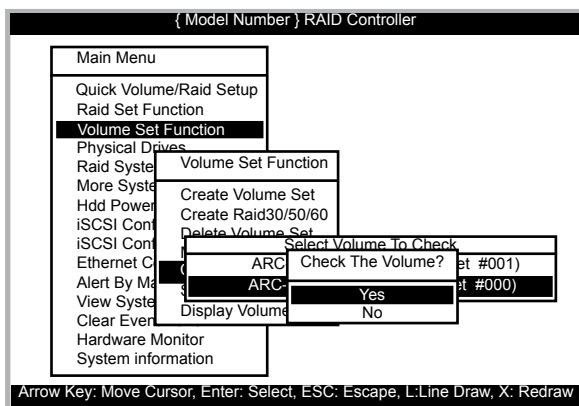 { Model Number } RAID Controller
Main Menu
Quick Volume/Raid Setup
Raid Set Function
Volume Set Function
Physical Drives
Raid Syste
More Syste
Hdd Power
iSCSI Conf
iSCSI Conf
Ethernet C
Alert By Ma
View Syste
Clear Even
Hardware Monitor
System information
Volume Set Function
Create Volume Set
Create Raid30/50/60
Delete Volume Set
Display Volume
Select Volume To Check
ARC
et #001)
ARC-
et #000)
Check The Volume?
Yes
No
Arrow Key: Move Cursor, Enter: Select, ESC: Escape, L:Line Draw, X: Redraw